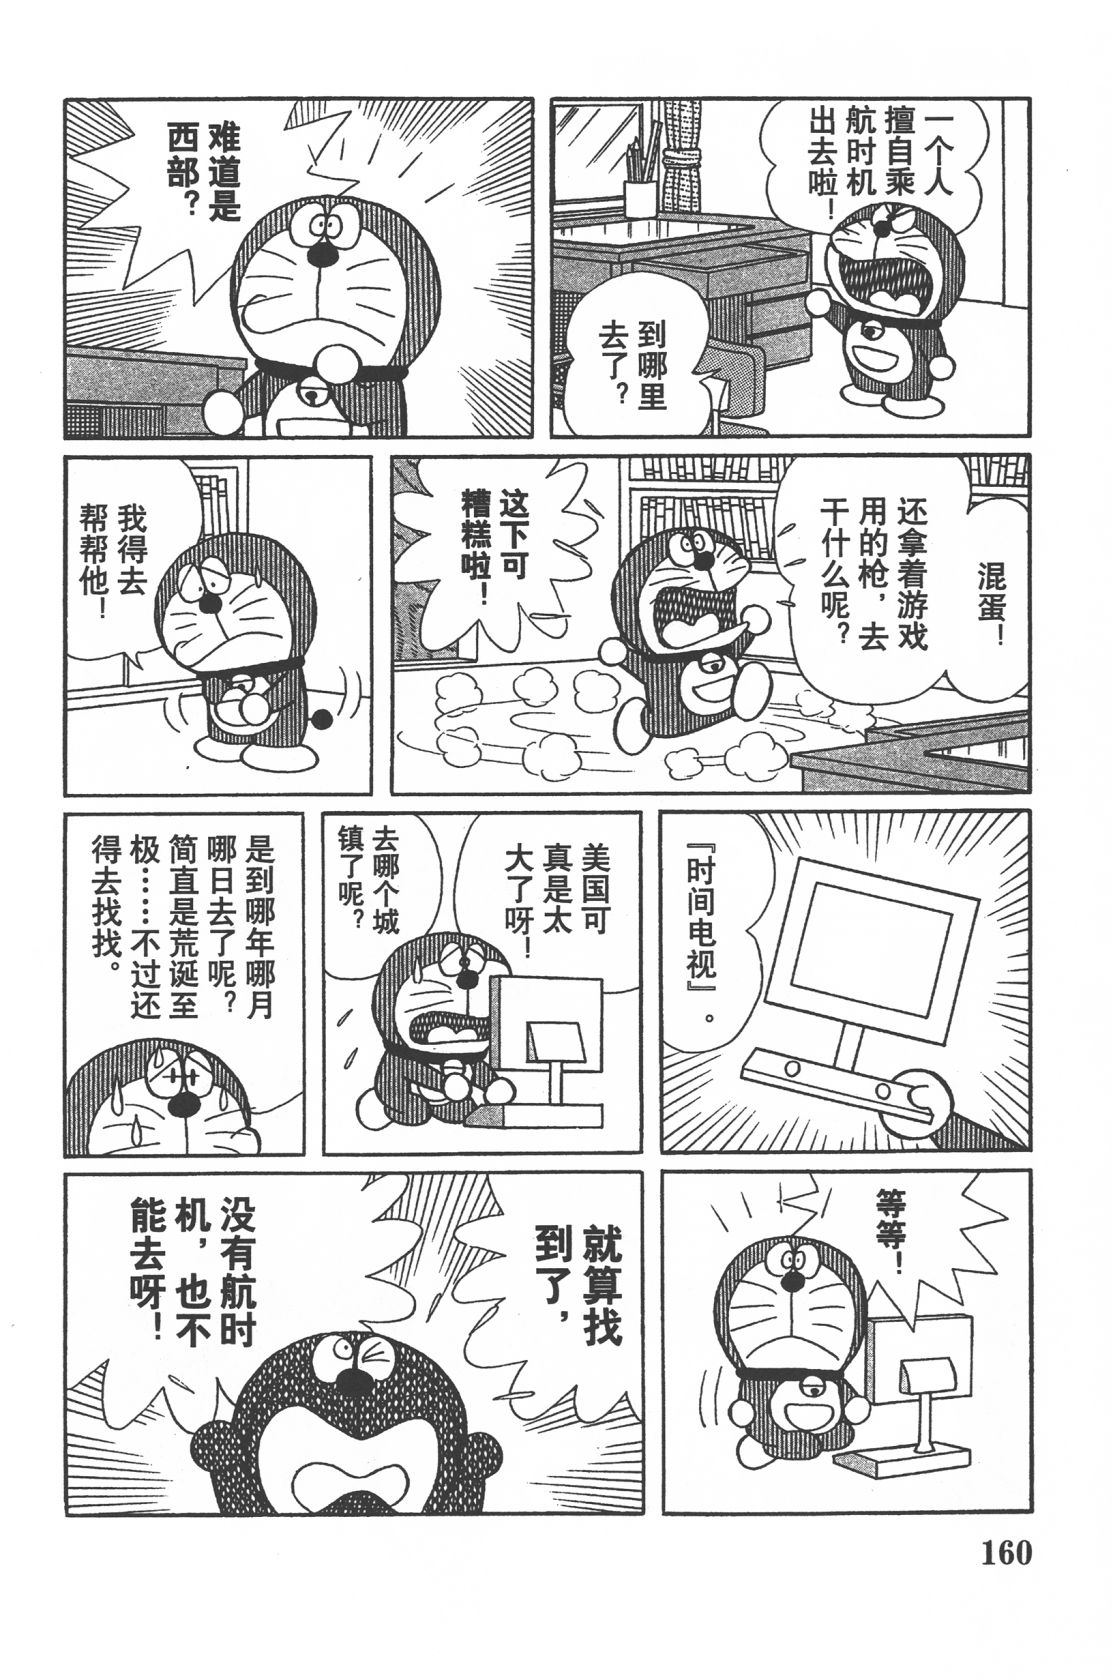 一个人
擅自乘
航时机
出去啦！
到哪里
去了？
难道是
西部？
混蛋！
还拿着游戏
用的枪，去
干什么呢？
这下可
糟糕啦！
我得去
帮帮他！
『时间电视』。
美国可
真是太
大了呀！
去哪个城
镇了呢？
是到哪年哪月
哪日去了呢？
简直是荒诞至
极……不过还
得去找找。
等等！
就算找
到了，
没有航时
机，也不
能去呀！
160